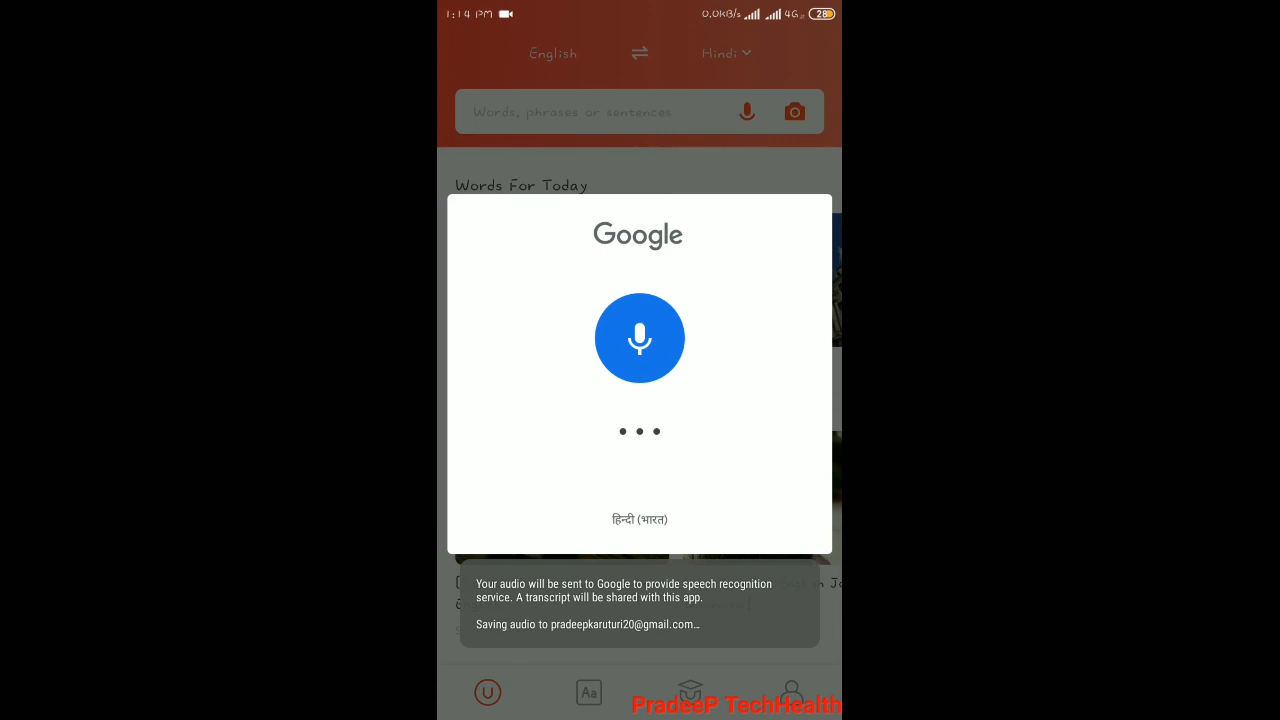 1:14 PM 0.0KB/s 4G 28
English Hindi
Words, phrases or sentences
Words For Today
Google
हिन्दी (भारत)
Your audio will be sent to Google to provide speech recognition
service. A transcript will be shared with this app.
Saving audio to pradeepkaruturi20@gmail.com…
U Aa
PradeeP TechHealth